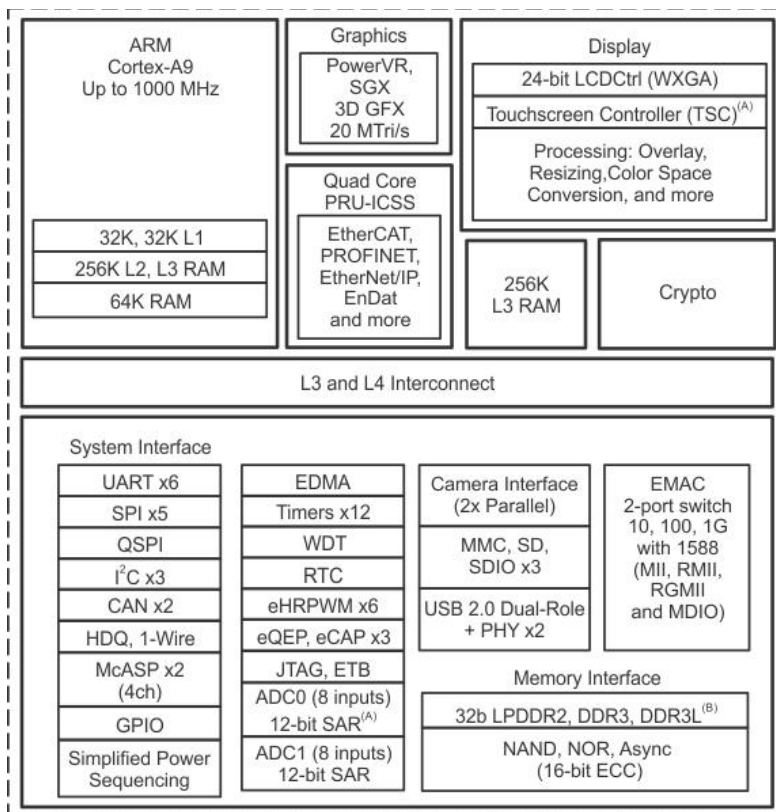 ARM
Cortex-A9
Up to 1000 MHz
32K, 32K L1
256K L2, L3 RAM
64K RAM
Graphics
PowerVR,
SGX
3D GFX
20 MTri/s
Quad Core
PRU-ICSS
EtherCAT,
PROFINET,
EtherNet/IP,
EnDat
and more
Display
24-bit LCDCtrl (WXGA)
Touchscreen Controller (TSC)(A)
Processing: Overlay,
Resizing,Color Space
Conversion, and more
256K
L3 RAM
Crypto
L3 and L4 Interconnect
System Interface
UART x6
SPI x5
QSPI
I²C x3
CAN x2
HDQ, 1-Wire
McASP x2
(4ch)
GPIO
Simplified Power
Sequencing
EDMA
Timers x12
WDT
RTC
eHRPWM x6
eQEP, eCAP x3
JTAG, ETB
ADC0 (8 inputs)
12-bit SAR(A)
ADC1 (8 inputs)
12-bit SAR
Camera Interface
(2x Parallel)
MMC, SD,
SDIO x3
USB 2.0 Dual-Role
+ PHY x2
EMAC
2-port switch
10, 100, 1G
with 1588
(MII, RMII,
RGMII
and MDIO)
Memory Interface
32b LPDDR2, DDR3, DDR3L(B)
NAND, NOR, Async
(16-bit ECC)